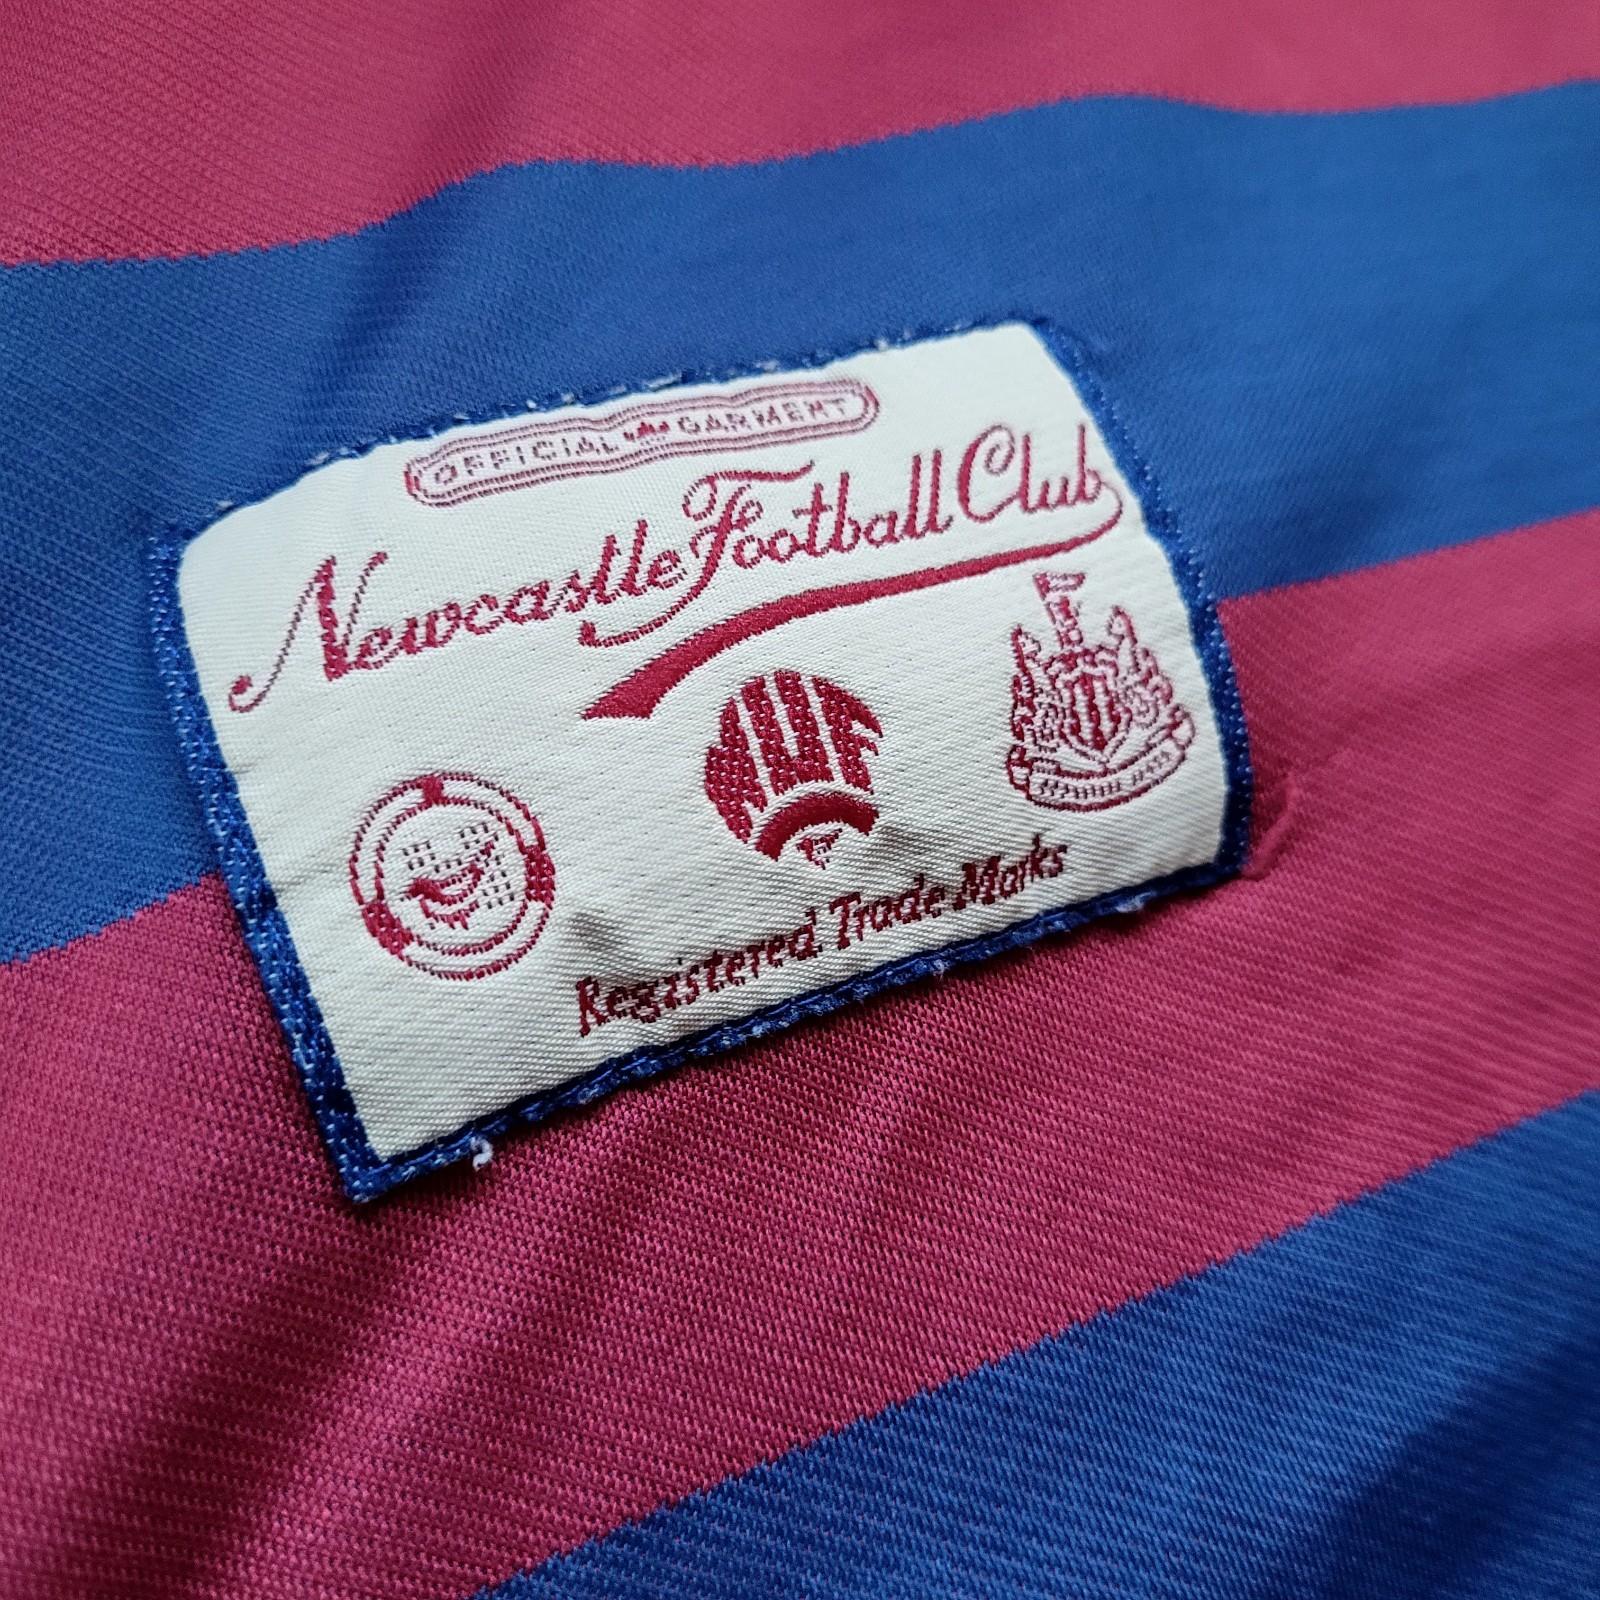 OFFICIAL GARMENT
Newcastle Football Club
NUF
Registered Trade Marks